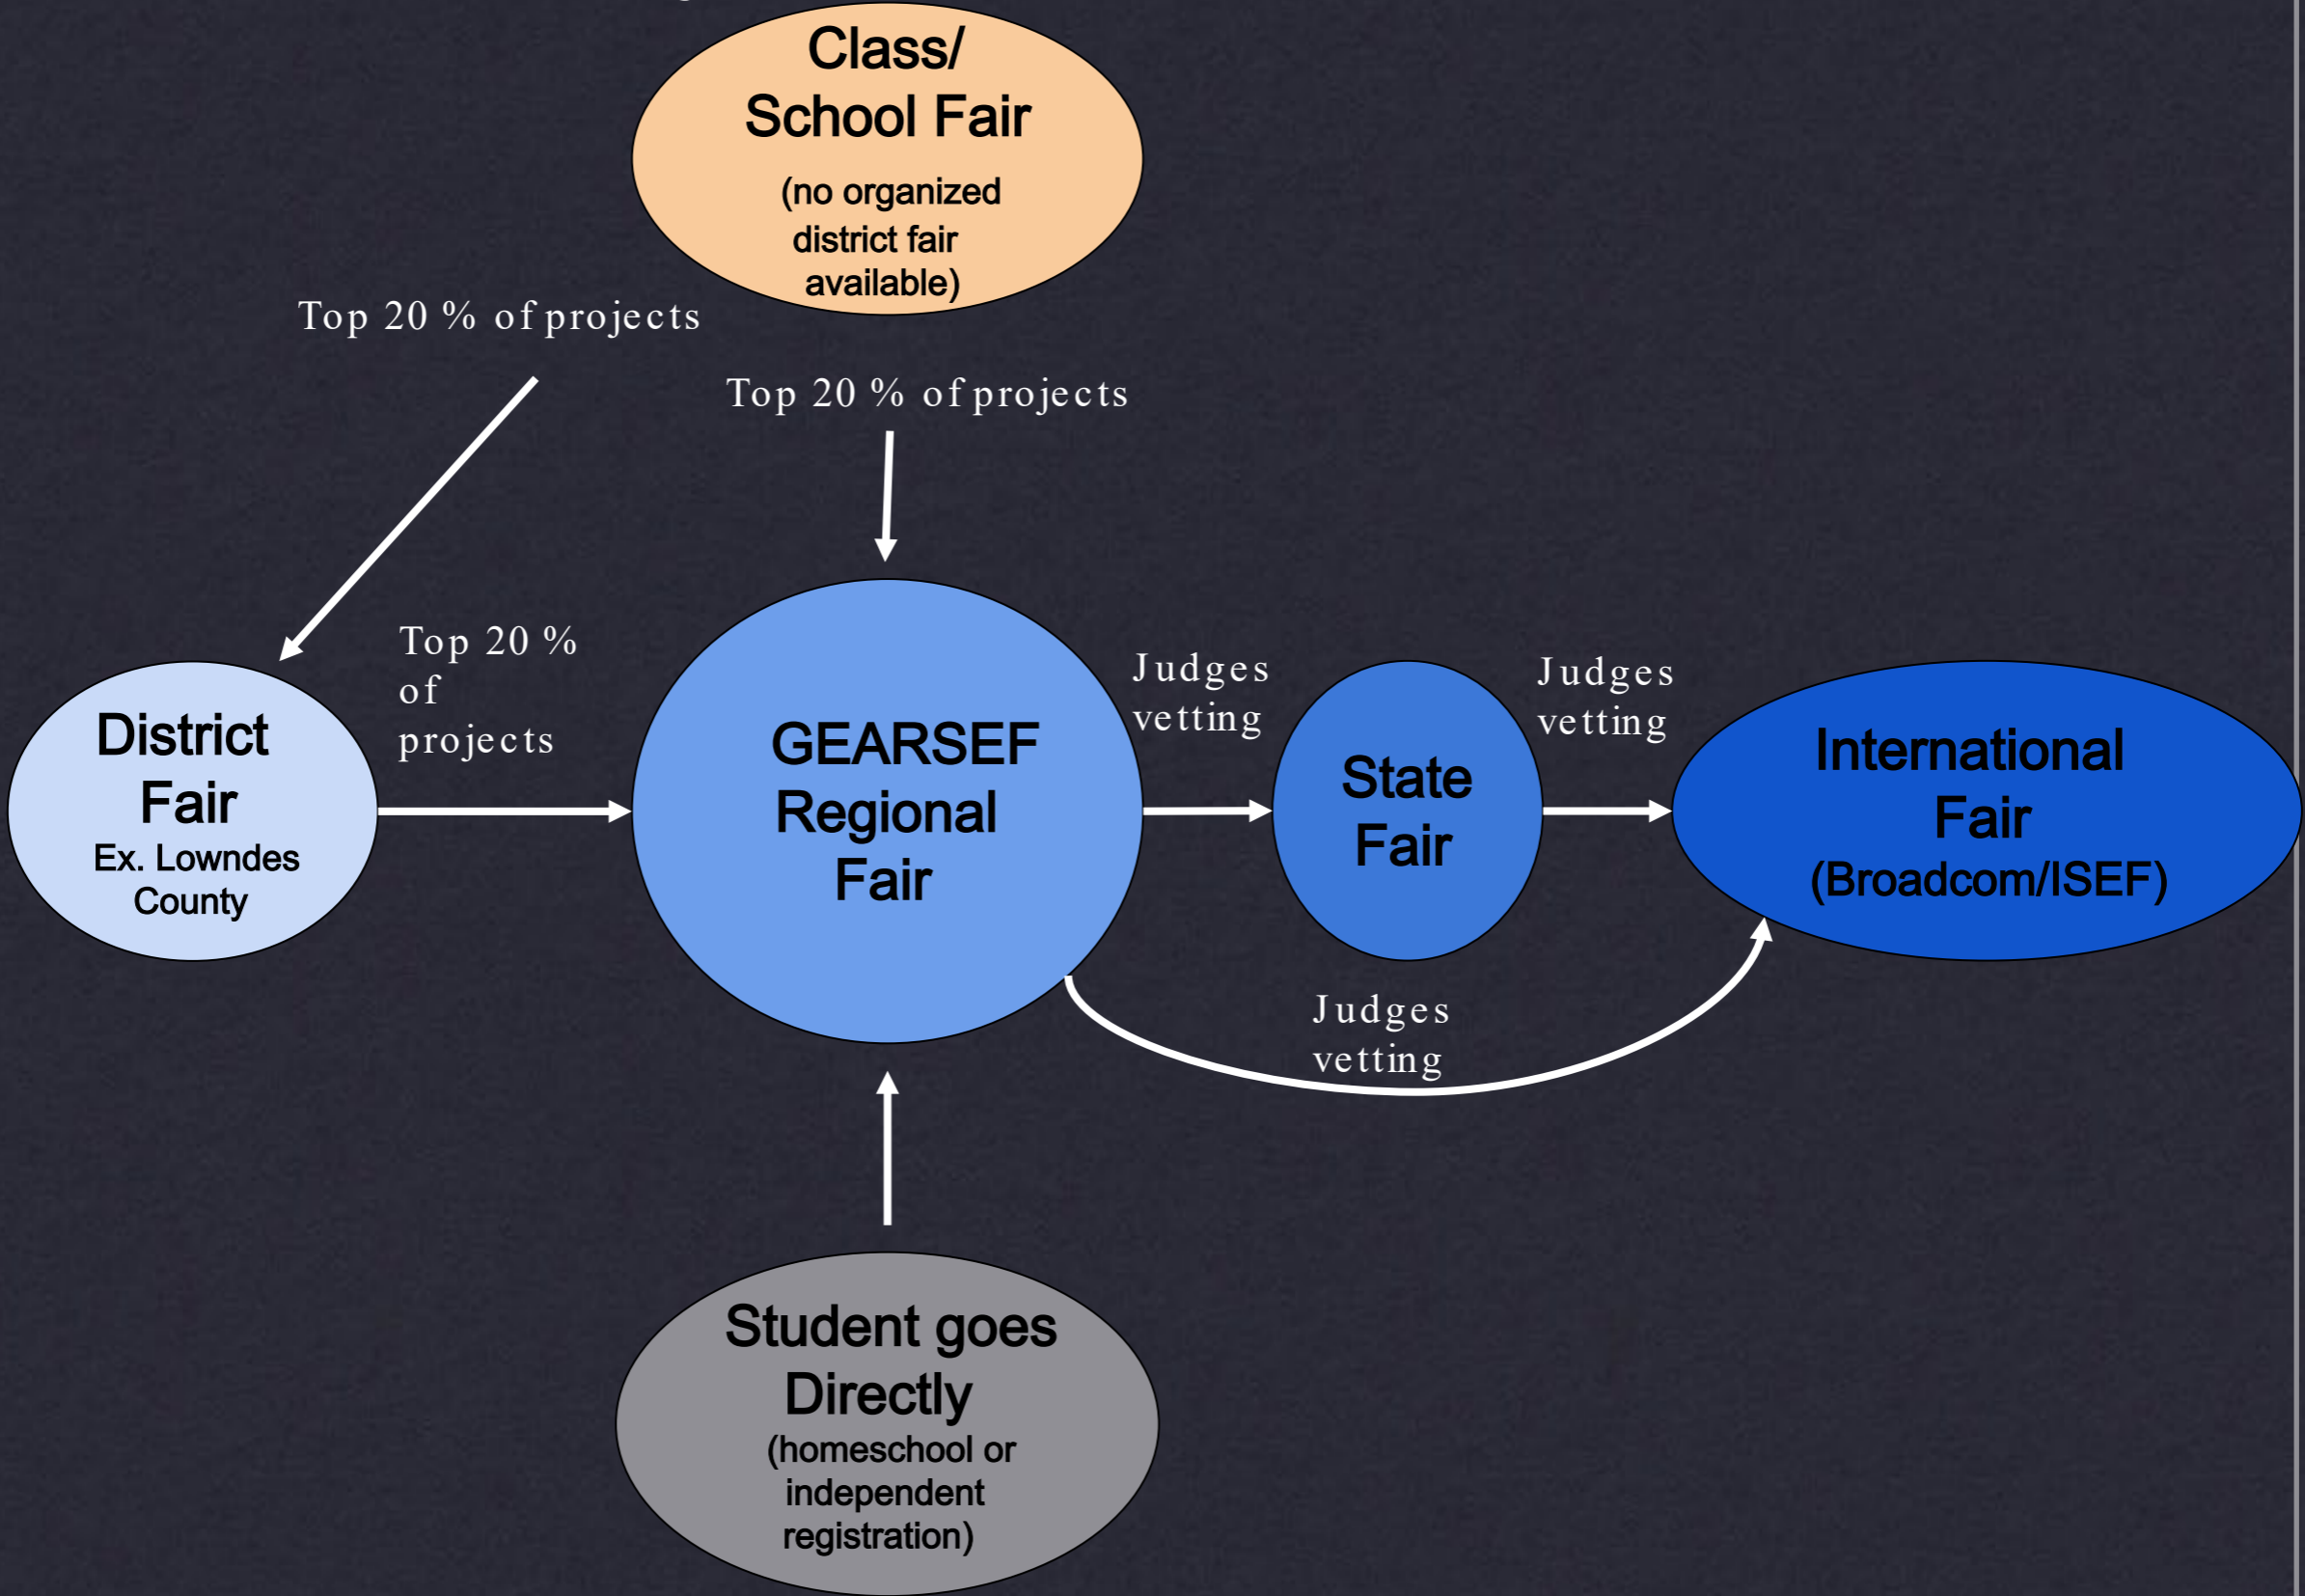 Class/
School Fair
(no organized
district fair
available)
Top 20 % of projects
Top 20 % of projects
District
Fair
Ex. Lowndes
County
Top 20 %
of
projects
GEARSEF
Regional
Fair
Judges
vetting
State
Fair
Judges
vetting
International
Fair
(Broadcom/ISEF)
Judges
vetting
Student goes
Directly
(homeschool or
independent
registration)